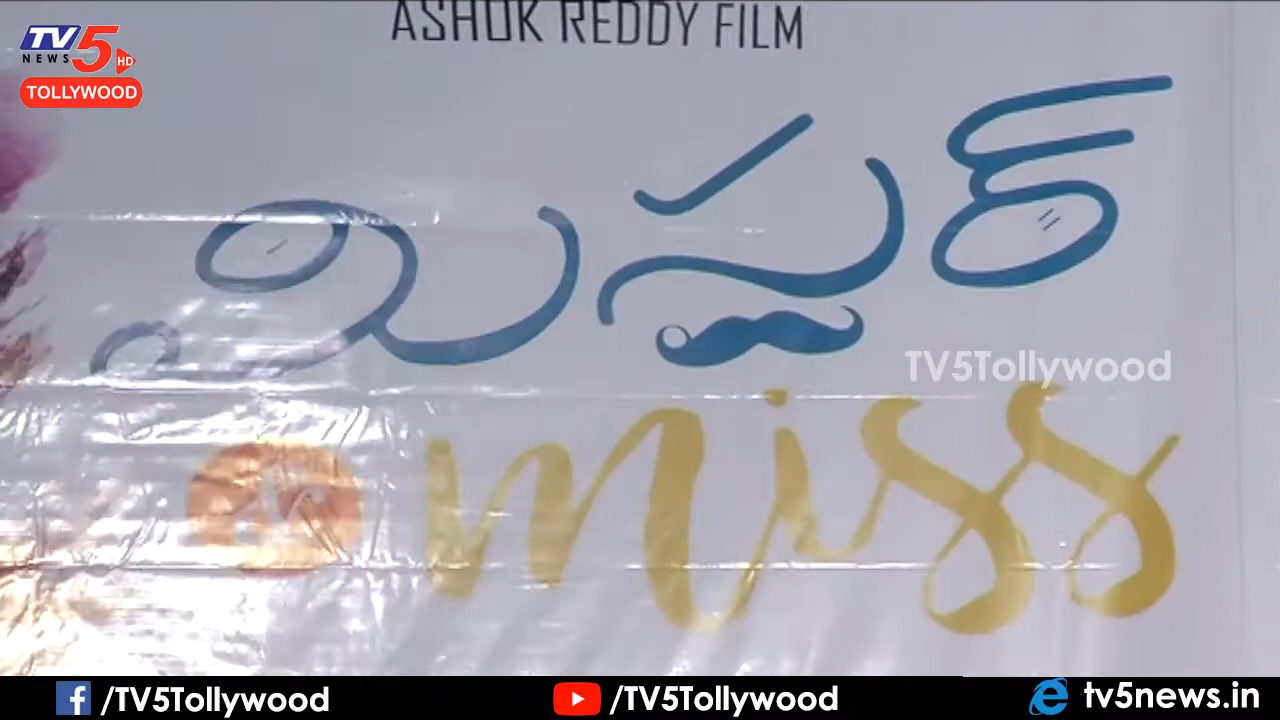 ASHOK REDDY FILM
TV5
NEWS HD
TOLLYWOOD
మిస్టర్
TV5Tollywood
miss
/TV5Tollywood
/TV5Tollywood
tv5news.in